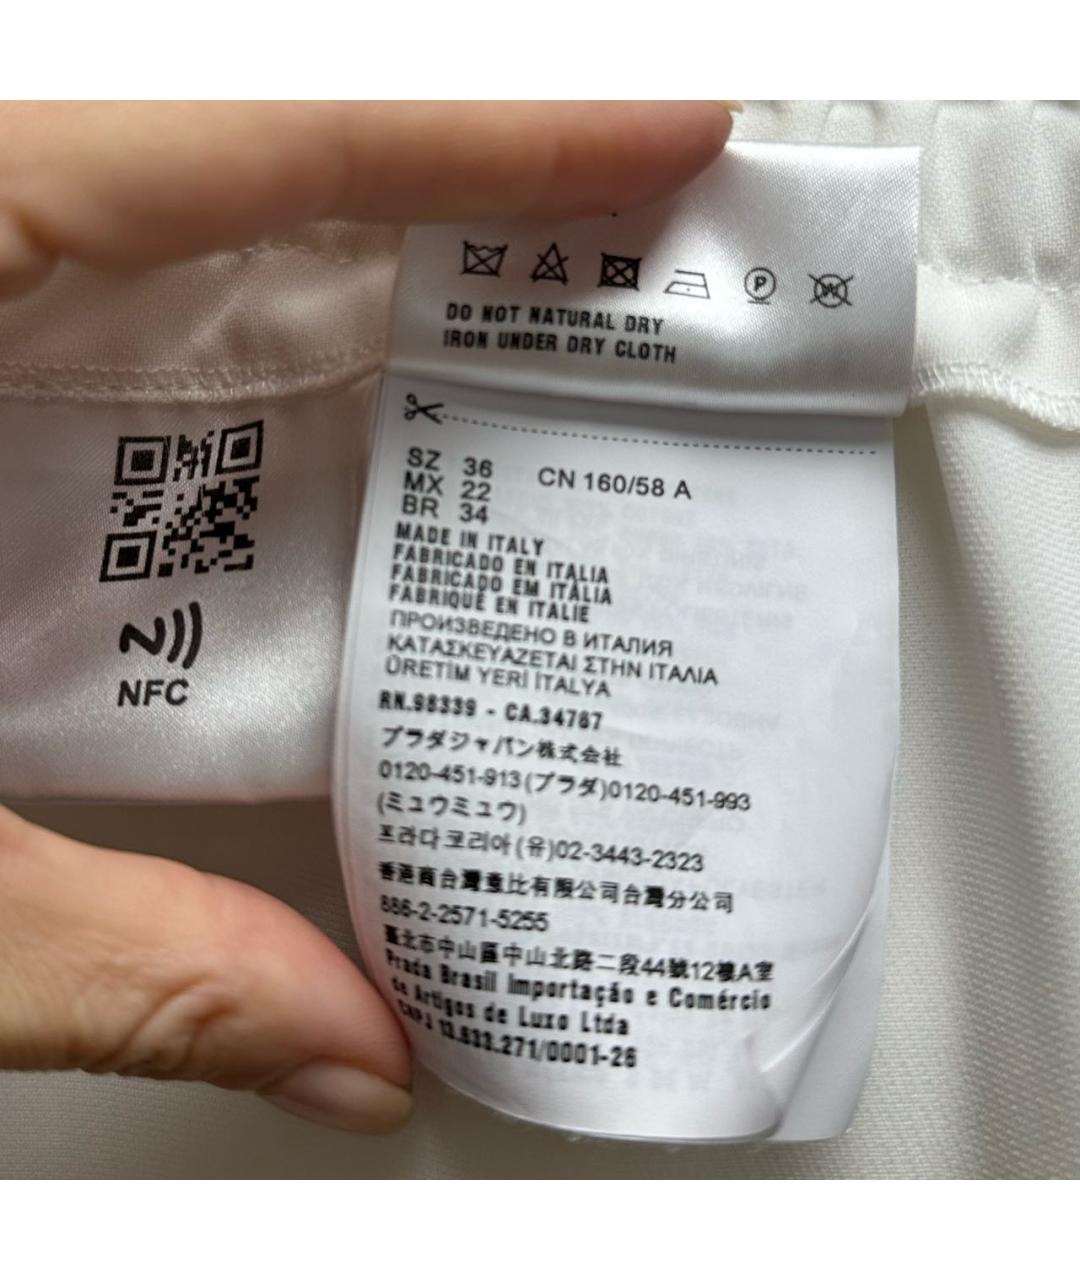 DO NOT NATURAL DRY
IRON UNDER DRY CLOTH
SZ 36 CN 160/58 A
MX 22
BR 34
MADE IN ITALY
FABRICADO EN ITALIA
FABRICADO EM ITÁLIA
FABRIQUÉ EN ITALIE
ПРОИЗВЕДЕНО В ИТАЛИЯ
ΚΑΤΑΣΚΕΥΑΖΕΤΑΙ ΣΤΗΝ ΙΤΑΛΙΑ
ÜRETİM YERİ İTALYA
RN.98339 - CA.34787
プラダジャパン株式会社
0120-451-913(プラダ)0120-451-993
(ミュウミュウ)
프라다코리아(유)02-3443-2323
香港商台灣壹比有限公司台灣分公司
886-2-2571-5255
臺北市中山區中山北路二段44號12樓A室
Prada Brasil Importação e Comércio
de Artigos de Luxo Ltda
CNPJ 13.633.271/0001-26
NFC
P
W